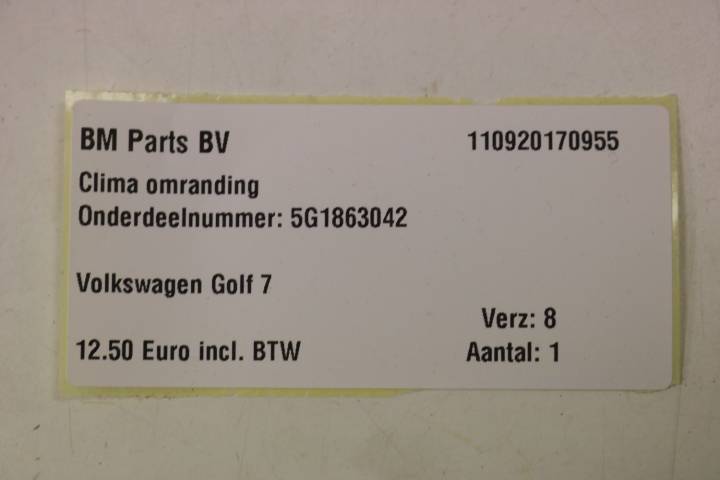 BM Parts BV 110920170955
Clima omranding
Onderdeelnummer: 5G1863042
Volkswagen Golf 7
Verz: 8
12.50 Euro incl. BTW Aantal: 1